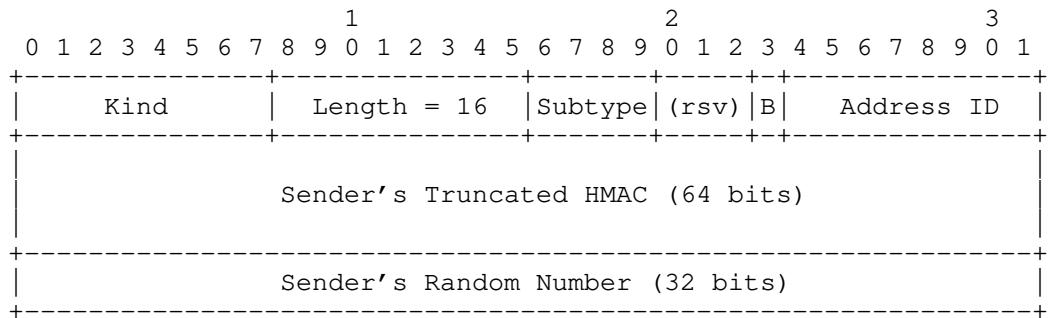 1 2 3
0 1 2 3 4 5 6 7 8 9 0 1 2 3 4 5 6 7 8 9 0 1 2 3 4 5 6 7 8 9 0 1
Kind Length = 16 Subtype (rsv) B Address ID
Sender's Truncated HMAC (64 bits)
Sender's Random Number (32 bits)